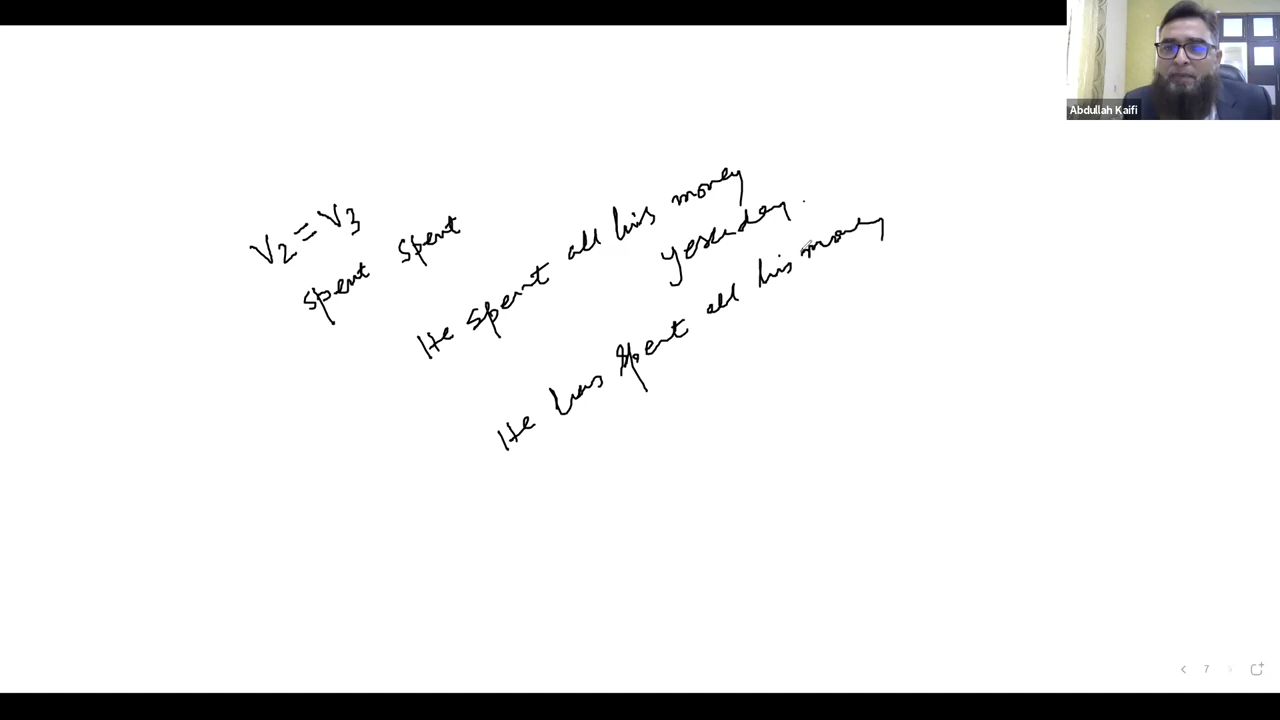 Abdullah Kaifi
V2 = V3
spent spent
He spent all his money
yesterday.
He has spent all his money
7